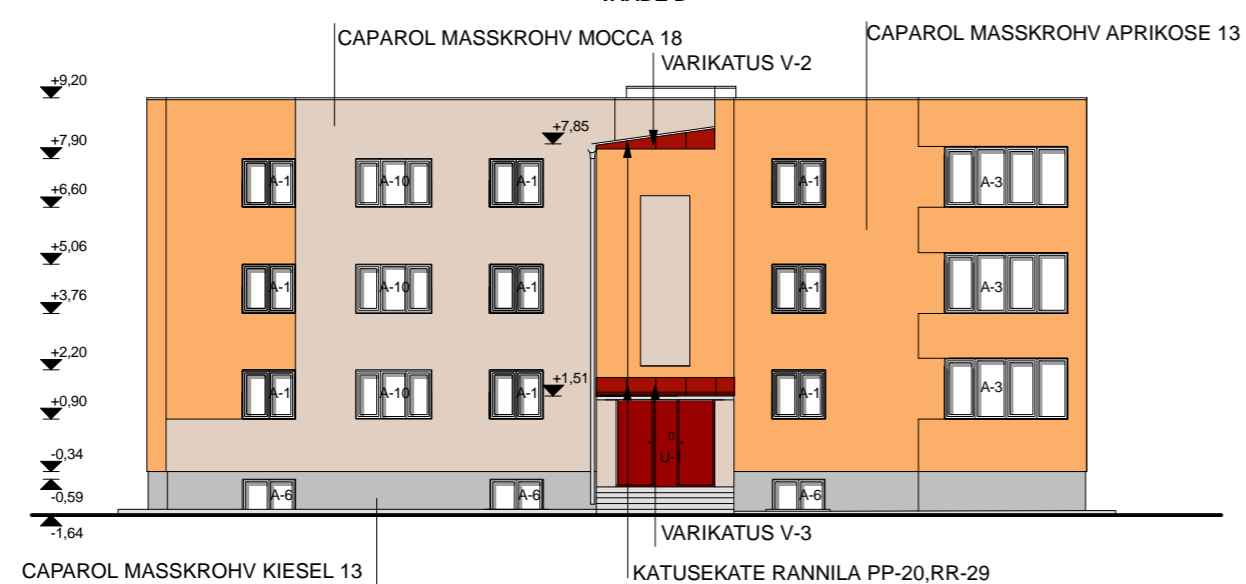 CAPAROL MASSKROHV MOCCA 18
CAPAROL MASSKROHV APRIKOSE 13
VARIKATUS V-2
+9,20
+7,85
+7,90
A-1
A-10
A-1
A-1
A-3
+6,60
+5,06
A-1
A-10
A-1
A-1
A-3
+3,76
+2,20
+1,51
A-1
A-10
A-1
A-1
A-3
+0,90
U-1
-0,34
A-6
A-6
A-6
-0,59
-1,64
VARIKATUS V-3
CAPAROL MASSKROHV KIESEL 13
KATUSEKATE RANNILA PP-20,RR-29